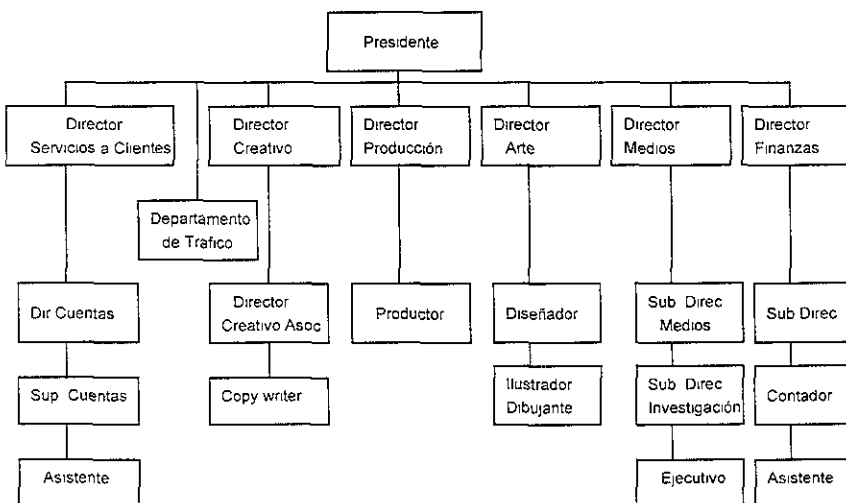 Presidente
Director
Servicios a Clientes
Director
Creativo
Director
Producción
Director
Arte
Director
Medios
Director
Finanzas
Departamento
de Trafico
Dir Cuentas
Director
Creativo Asoc
Productor
Diseñador
Sub Direc
Medios
Sub Direc
Sup Cuentas
Copy writer
Ilustrador
Dibujante
Sub Direc
Investigación
Contador
Asistente
Ejecutivo
Asistente